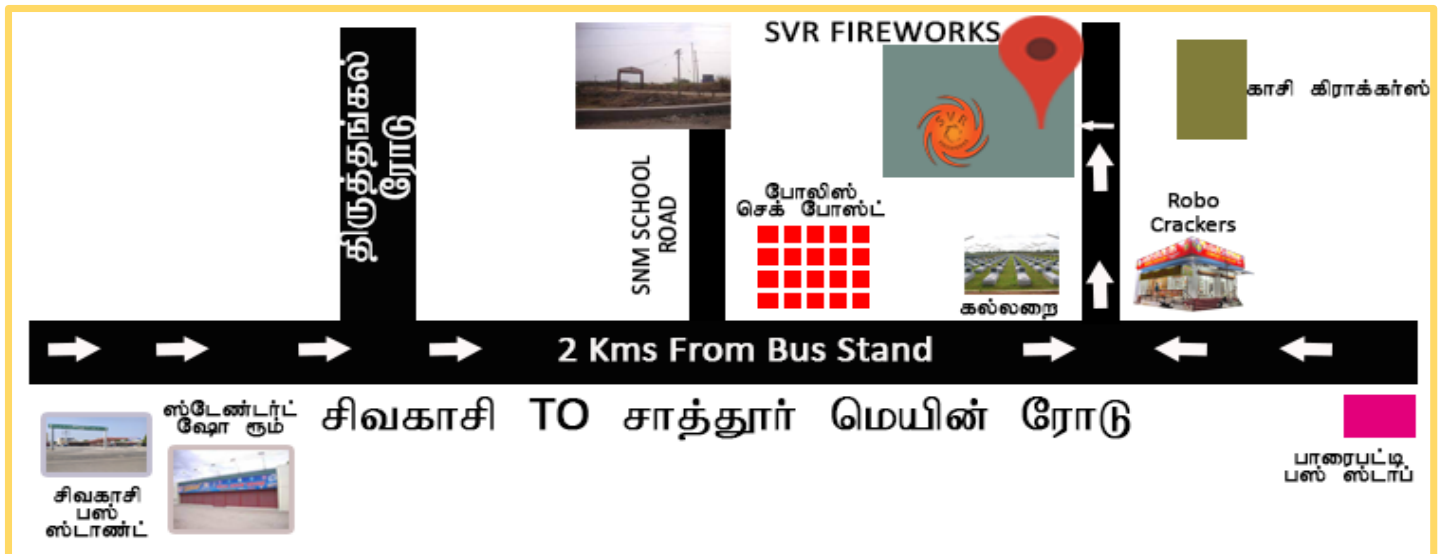 SVR FIREWORKS
திருத்தங்கல்
ரோடு
காசி கிராக்கர்ஸ்
SVR
SNM SCHOOL
ROAD
போலிஸ்
செக் போஸ்ட்
Robo
Crackers
கல்லறை
2 Kms From Bus Stand
ஸ்டேண்டர்ட்
ஷோ ரூம்
சிவகாசி TO சாத்தூர் மெயின் ரோடு
சிவகாசி
பஸ்
ஸ்டாண்ட்
பாரைபட்டி
பஸ் ஸ்டாப்